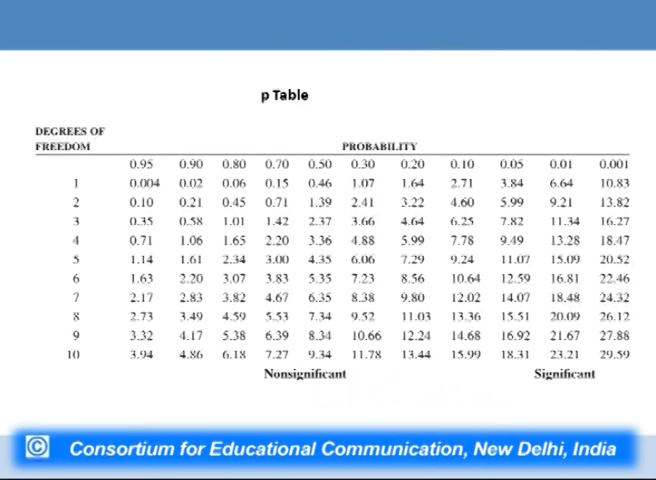 p Table
DEGREES OF
FREEDOM PROBABILITY
0.95 0.90 0.80 0.70 0.50 0.30 0.20 0.10 0.05 0.01 0.001
1 0.004 0.02 0.06 0.15 0.46 1.07 1.64 2.71 3.84 6.64 10.83
2 0.10 0.21 0.45 0.71 1.39 2.41 3.22 4.60 5.99 9.21 13.82
3 0.35 0.58 1.01 1.42 2.37 3.66 4.64 6.25 7.82 11.34 16.27
4 0.71 1.06 1.65 2.20 3.36 4.88 5.99 7.78 9.49 13.28 18.47
5 1.14 1.61 2.34 3.00 4.35 6.06 7.29 9.24 11.07 15.09 20.52
6 1.63 2.20 3.07 3.83 5.35 7.23 8.56 10.64 12.59 16.81 22.46
7 2.17 2.83 3.82 4.67 6.35 8.38 9.80 12.02 14.07 18.48 24.32
8 2.73 3.49 4.59 5.53 7.34 9.52 11.03 13.36 15.51 20.09 26.12
9 3.32 4.17 5.38 6.39 8.34 10.66 12.24 14.68 16.92 21.67 27.88
10 3.94 4.86 6.18 7.27 9.34 11.78 13.44 15.99 18.31 23.21 29.59
Nonsignificant Significant
© Consortium for Educational Communication, New Delhi, India